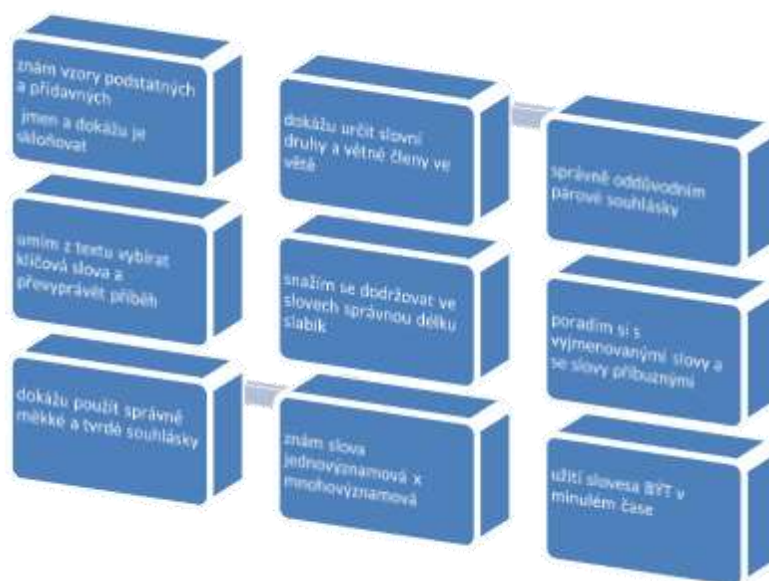 znám vzory podstatných
a přídavných
jmen a dokážu je
skloňovat
umím z textu vybírat
klíčová slova a
převyprávět příběh
dokážu použít správně
měkké a tvrdé souhlásky
znám slova
jednovýznamová x
mnohovýznamová
snažím se dodržovat ve
slovech správnou délku
slabik
dokážu určit slovní
druhy a větné členy ve
větě
správně oddůvodním
párové souhlásky
poradím si s
vyjmenovanými slovy a
se slovy příbuznými
užití slovesa BÝT v
minulém čase